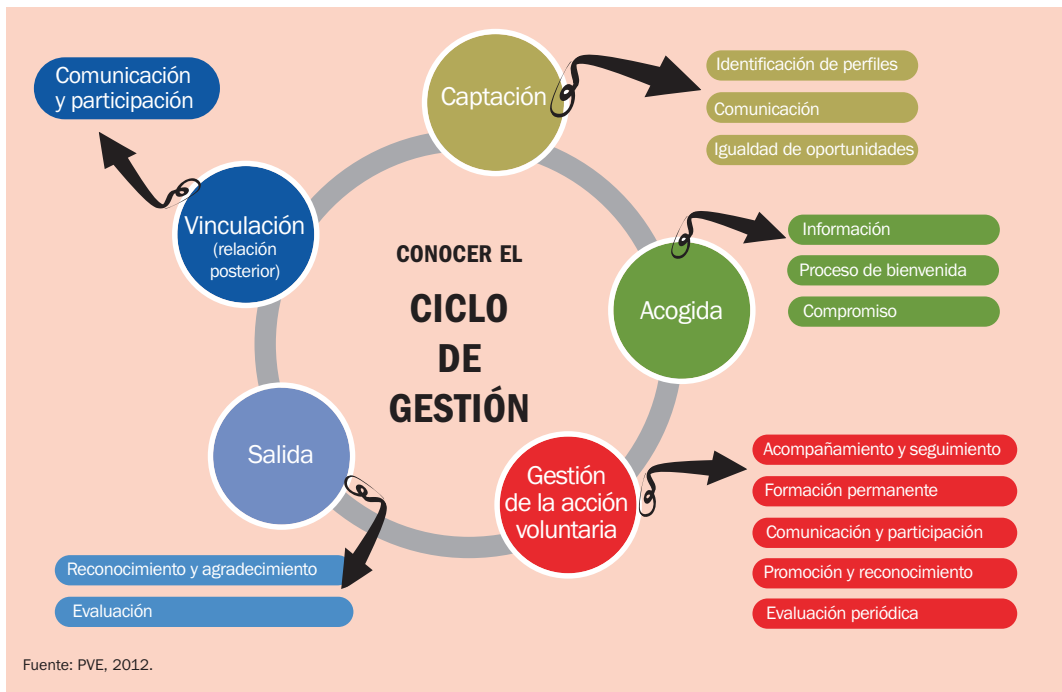 Comunicación
y participación
Captación
Identificación de perfiles
Comunicación
Igualdad de oportunidades
Vinculación
(relación
posterior)
CONOCER EL
CICLO
DE
GESTIÓN
Acogida
Información
Proceso de bienvenida
Compromiso
Salida
Gestión
de la acción
voluntaria
Acompañamiento y seguimiento
Formación permanente
Comunicación y participación
Promoción y reconocimiento
Evaluación periódica
Reconocimiento y agradecimiento
Evaluación
Fuente: PVE, 2012.